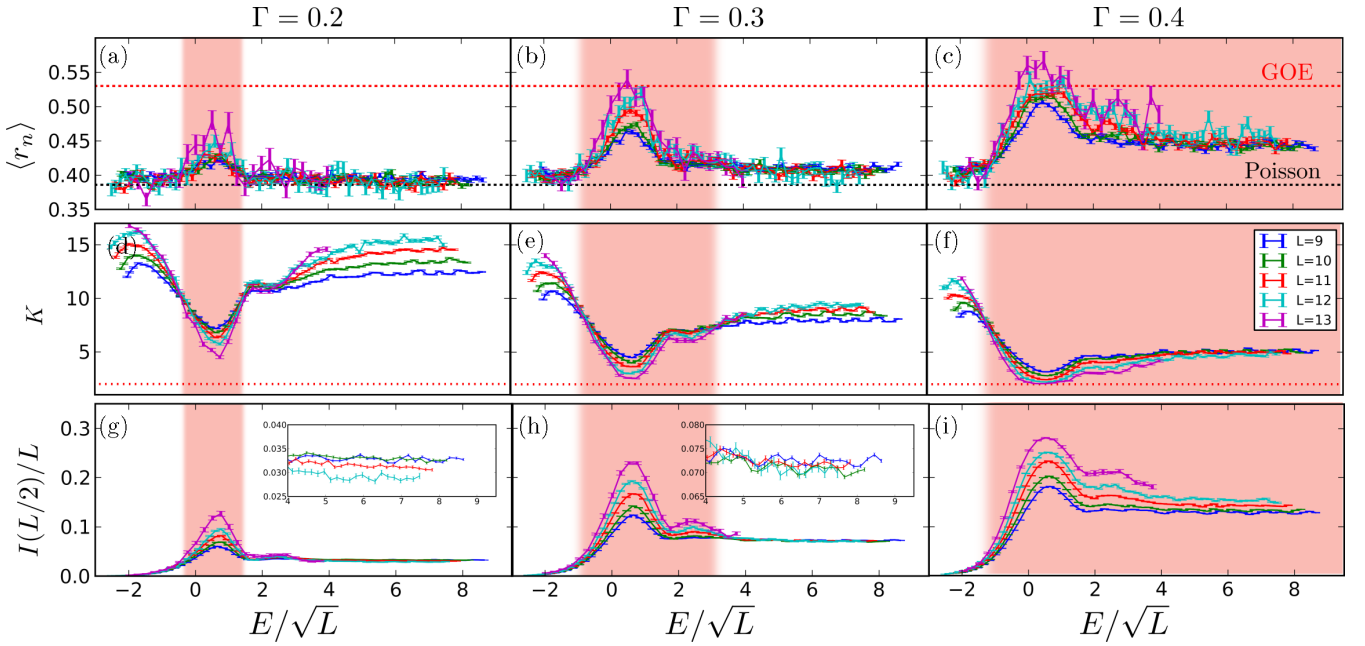 Γ = 0.2
Γ = 0.3
Γ = 0.4
(a)
(b)
(c)
GOE
Poisson
⟨r_n⟩
0.55
0.50
0.45
0.40
0.35
(d)
(e)
(f)
L=9
L=10
L=11
L=12
L=13
K
15
10
5
(g)
(h)
(i)
I(L/2)/L
0.3
0.2
0.1
0.0
0.040
0.035
0.030
0.025
4 5 6 7 8 9
0.080
0.075
0.070
0.065
4 5 6 7 8 9
−2 0 2 4 6 8
−2 0 2 4 6 8
−2 0 2 4 6 8
E/√L
E/√L
E/√L